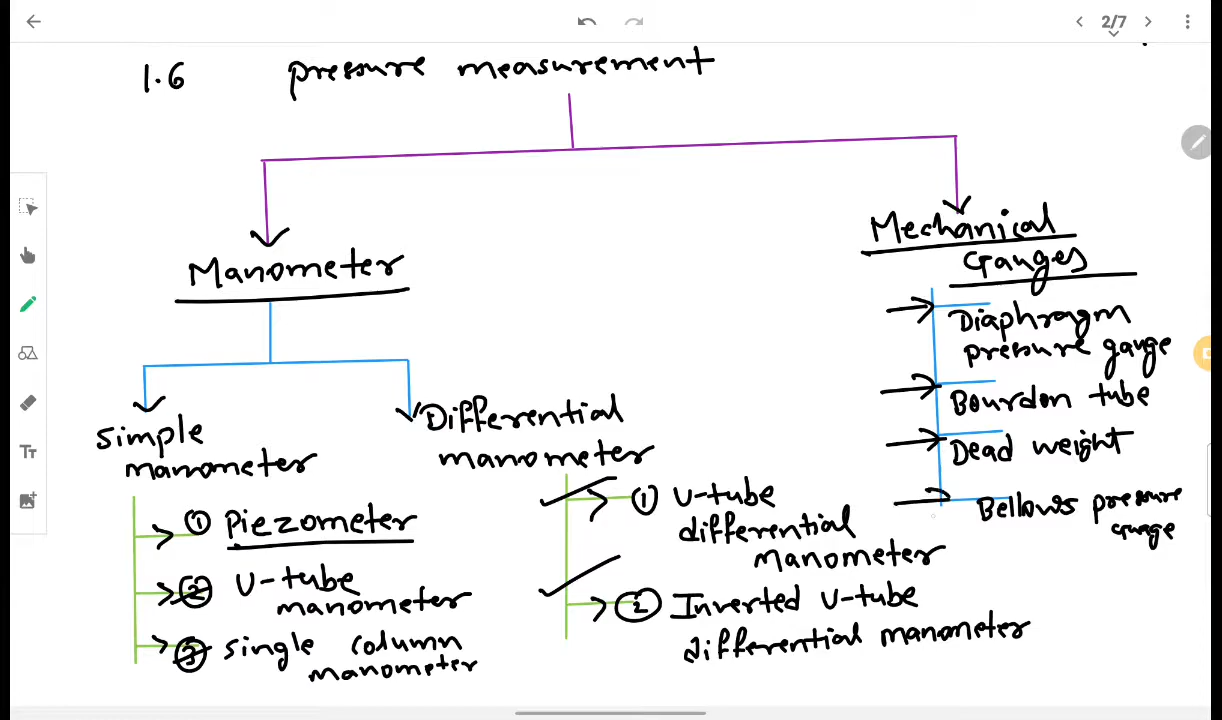 2/7
1.6 pressure measurement
Manometer
Mechanical
Gauges
Simple
manometer
Differential
manometer
① Piezometer
② U-tube
manometer
③ single column
manometer
① U-tube
differential
manometer
② Inverted U-tube
differential manometer
Diaphragm
pressure gauge
Bourdon tube
Dead weight
Bellows pressure
guage
Tт